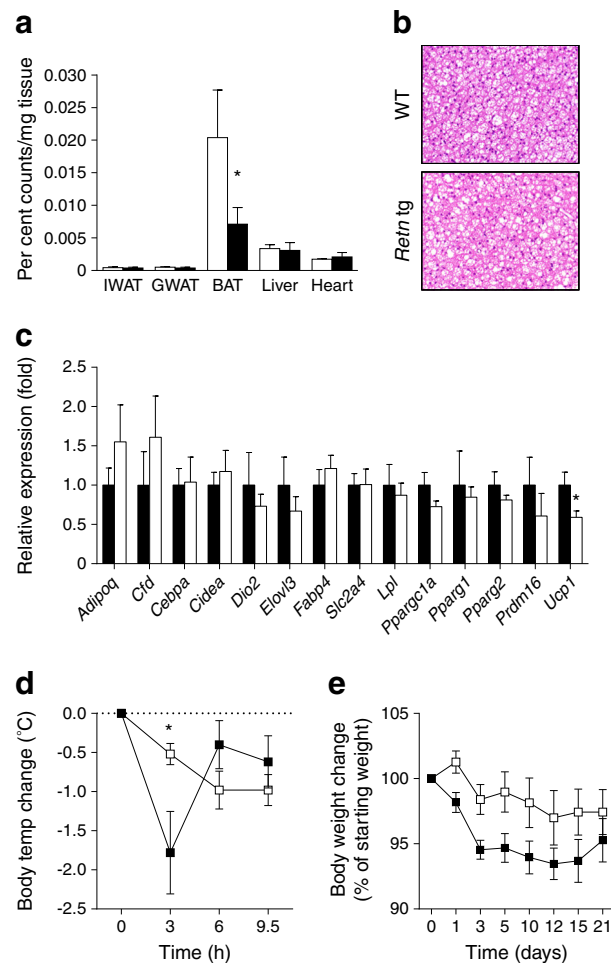 a
Per cent counts/mg tissue
0.030
0.025
0.020
0.015
0.010
0.005
0
*
IWAT GWAT BAT Liver Heart
b
WT
Retn tg
c
Relative expression (fold)
2.5
2.0
1.5
1.0
0.5
0
*
Adipoq Cfd Cebpa Cidea Dio2 Elovl3 Fabp4 Slc2a4 Lpl Ppargc1a Pparg1 Pparg2 Prdm16 Ucp1
d
Body temp change (°C)
0.0
-0.5
-1.0
-1.5
-2.0
-2.5
*
0 3 6 9.5
Time (h)
e
Body weight change
(% of starting weight)
105
100
95
90
0 1 3 5 10 12 15 21
Time (days)